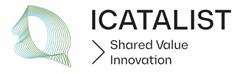 ICATALIST
Shared Value
Innovation